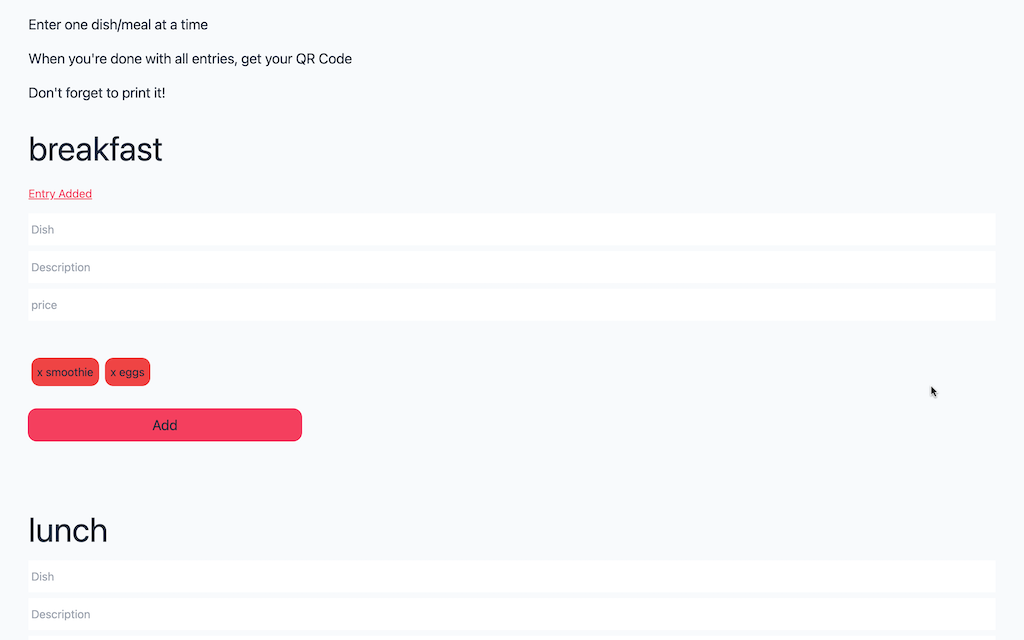 Enter one dish/meal at a time
When you're done with all entries, get your QR Code
Don't forget to print it!
breakfast
Entry Added
Dish
Description
price
x smoothie x eggs
Add
lunch
Dish
Description